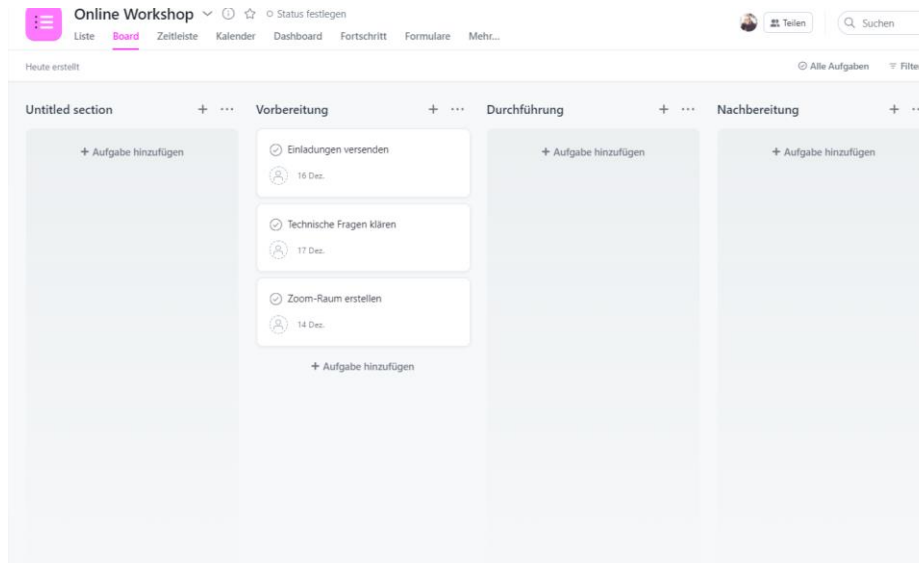 Online Workshop
Status festlegen
Teilen
Suchen
Liste Board Zeitleiste Kalender Dashboard Fortschritt Formulare Mehr...
Heute erstellt
Alle Aufgaben
Filte
Untitled section
+ Aufgabe hinzufügen
Vorbereitung
Einladungen versenden
16 Dez.
Technische Fragen klären
17 Dez.
Zoom-Raum erstellen
14 Dez.
+ Aufgabe hinzufügen
Durchführung
+ Aufgabe hinzufügen
Nachbereitung
+ Aufgabe hinzufügen